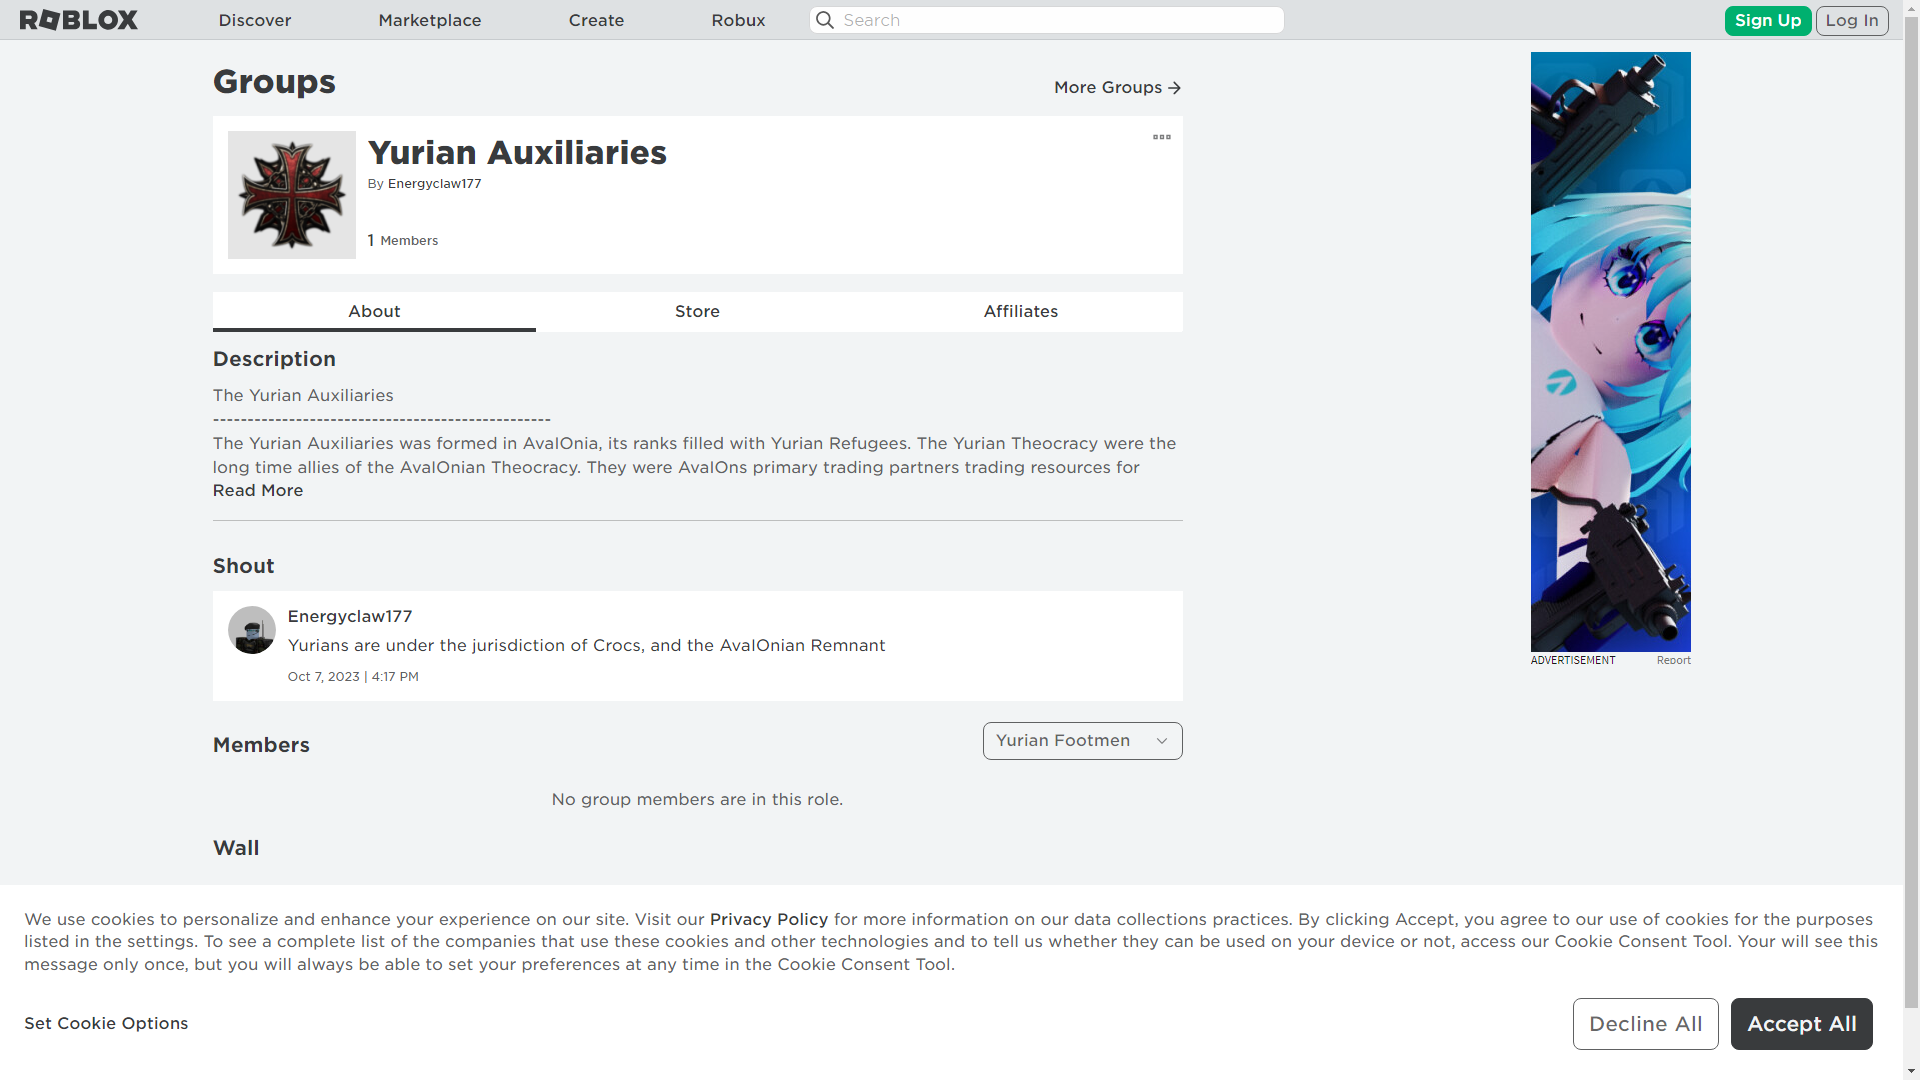 ROBLOX Discover Marketplace Create Robux Search Sign Up Log In
Groups
More Groups
Yurian Auxiliaries
By Energyclaw177
1 Members
About Store Affiliates
Description
The Yurian Auxiliaries
-------------------------------------------------
The Yurian Auxiliaries was formed in AvalOnia, its ranks filled with Yurian Refugees. The Yurian Theocracy were the
long time allies of the AvalOnian Theocracy. They were AvalOns primary trading partners trading resources for
Read More
Shout
Energyclaw177
Yurians are under the jurisdiction of Crocs, and the AvalOnian Remnant
Oct 7, 2023 | 4:17 PM
ADVERTISEMENT Report
Members
Yurian Footmen
No group members are in this role.
Wall
We use cookies to personalize and enhance your experience on our site. Visit our Privacy Policy for more information on our data collections practices. By clicking Accept, you agree to our use of cookies for the purposes
listed in the settings. To see a complete list of the companies that use these cookies and other technologies and to tell us whether they can be used on your device or not, access our Cookie Consent Tool. Your will see this
message only once, but you will always be able to set your preferences at any time in the Cookie Consent Tool.
Set Cookie Options
Decline All
Accept All